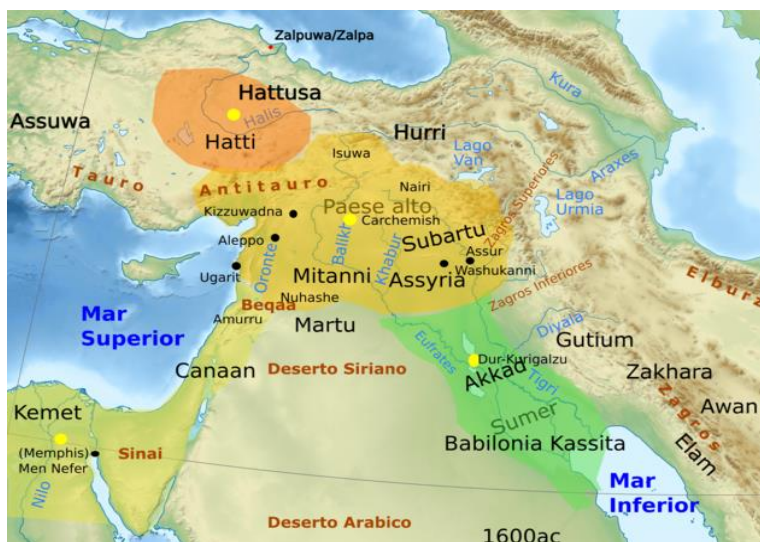 Zalpuwa/Zalpa
Kura
Hattusa
Assuwa
Halis
Hurri
Hatti
Isuwa
Lago
Van
Araxes
Tauro
Antitauro
Nairi
Zagros Superiores
Lago
Urmia
Kizzuwadna
Paese alto
Carchemish
Subartu
Aleppo
Oronte
Balikh
Khabur
Assur
Washukanni
Elburz
Ugarit
Mitanni
Assyria
Zagros Inferiores
Nuhashe
Beqaa
Mar
Superior
Amurru
Martu
Eufrates
Divala
Gutium
Dur-Kurigalzu
Canaan
Deserto Siriano
Akkad
Tigri
Zakhara
Zagros
Awan
Kemet
Sumer
Elam
(Memphis)
Men Nefer
Sinai
Babilonia Kassita
Nilo
Mar
Inferior
Deserto Arabico
1600ac